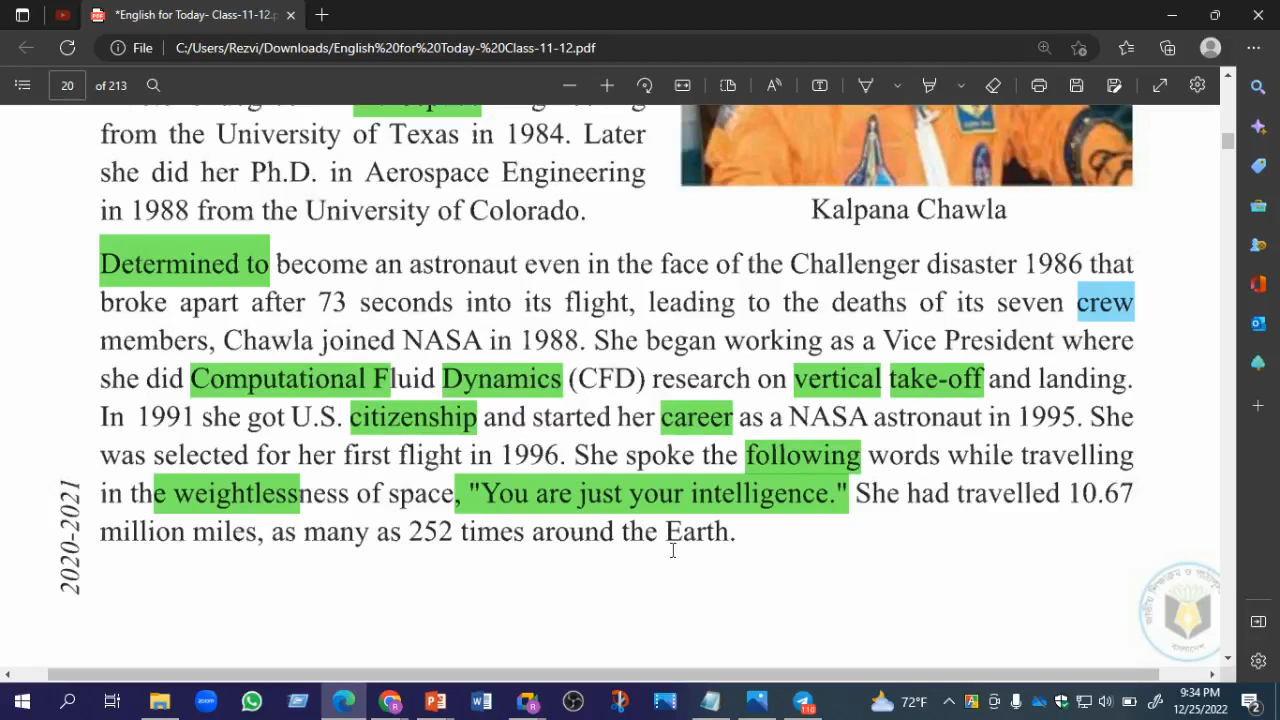 *English for Today- Class-11-12.p
File C:/Users/Rezvi/Downloads/English%20for%20Today-%20Class-11-12.pdf
20 of 213
from the University of Texas in 1984. Later
she did her Ph.D. in Aerospace Engineering
in 1988 from the University of Colorado.
Kalpana Chawla
Determined to become an astronaut even in the face of the Challenger disaster 1986 that
broke apart after 73 seconds into its flight, leading to the deaths of its seven crew
members, Chawla joined NASA in 1988. She began working as a Vice President where
she did Computational Fluid Dynamics (CFD) research on vertical take-off and landing.
In 1991 she got U.S. citizenship and started her career as a NASA astronaut in 1995. She
was selected for her first flight in 1996. She spoke the following words while travelling
in the weightlessness of space, "You are just your intelligence." She had travelled 10.67
million miles, as many as 252 times around the Earth.
2020-2021
zoom
116
72°F
9:34 PM
12/25/2022
2